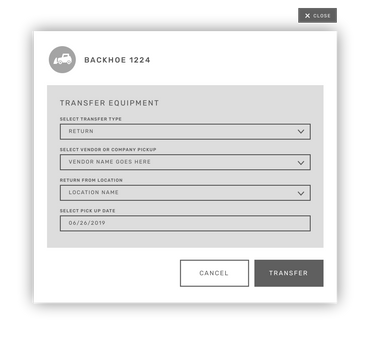 CLOSE
BACKHOE 1224
TRANSFER EQUIPMENT
SELECT TRANSFER TYPE
RETURN
SELECT VENDOR OR COMPANY PICKUP
VENDOR NAME GOES HERE
RETURN FROM LOCATION
LOCATION NAME
SELECT PICK UP DATE
06/26/2019
CANCEL
TRANSFER